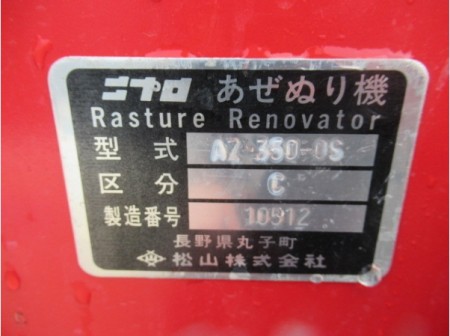 ニプロ あぜぬり機
Rasture Renovator
型式 AZ-350-0S
区分 C
製造番号 10912
長野県丸子町
松山株式会社